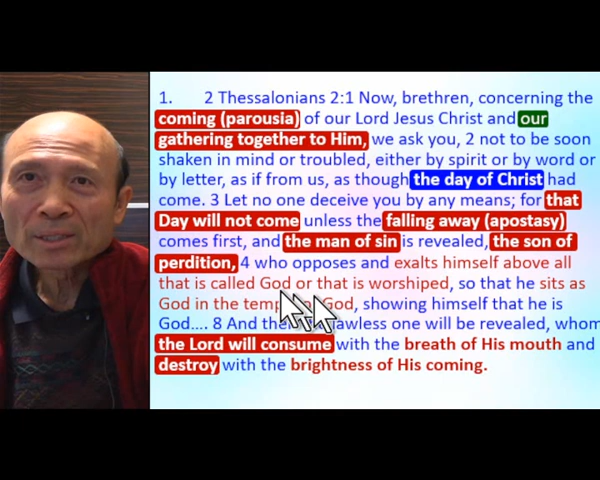 1. 2 Thessalonians 2:1 Now, brethren, concerning the
coming (parousia) of our Lord Jesus Christ and our
gathering together to Him, we ask you, 2 not to be soon
shaken in mind or troubled, either by spirit or by word or
by letter, as if from us, as though the day of Christ had
come. 3 Let no one deceive you by any means; for that
Day will not come unless the falling away (apostasy)
comes first, and the man of sin is revealed, the son of
perdition, 4 who opposes and exalts himself above all
that is called God or that is worshiped, so that he sits as
God in the God, showing himself that he is
God.... 8 And lawless one will be revealed, whom
the Lord will consume with the breath of His mouth and
destroy with the brightness of His coming.